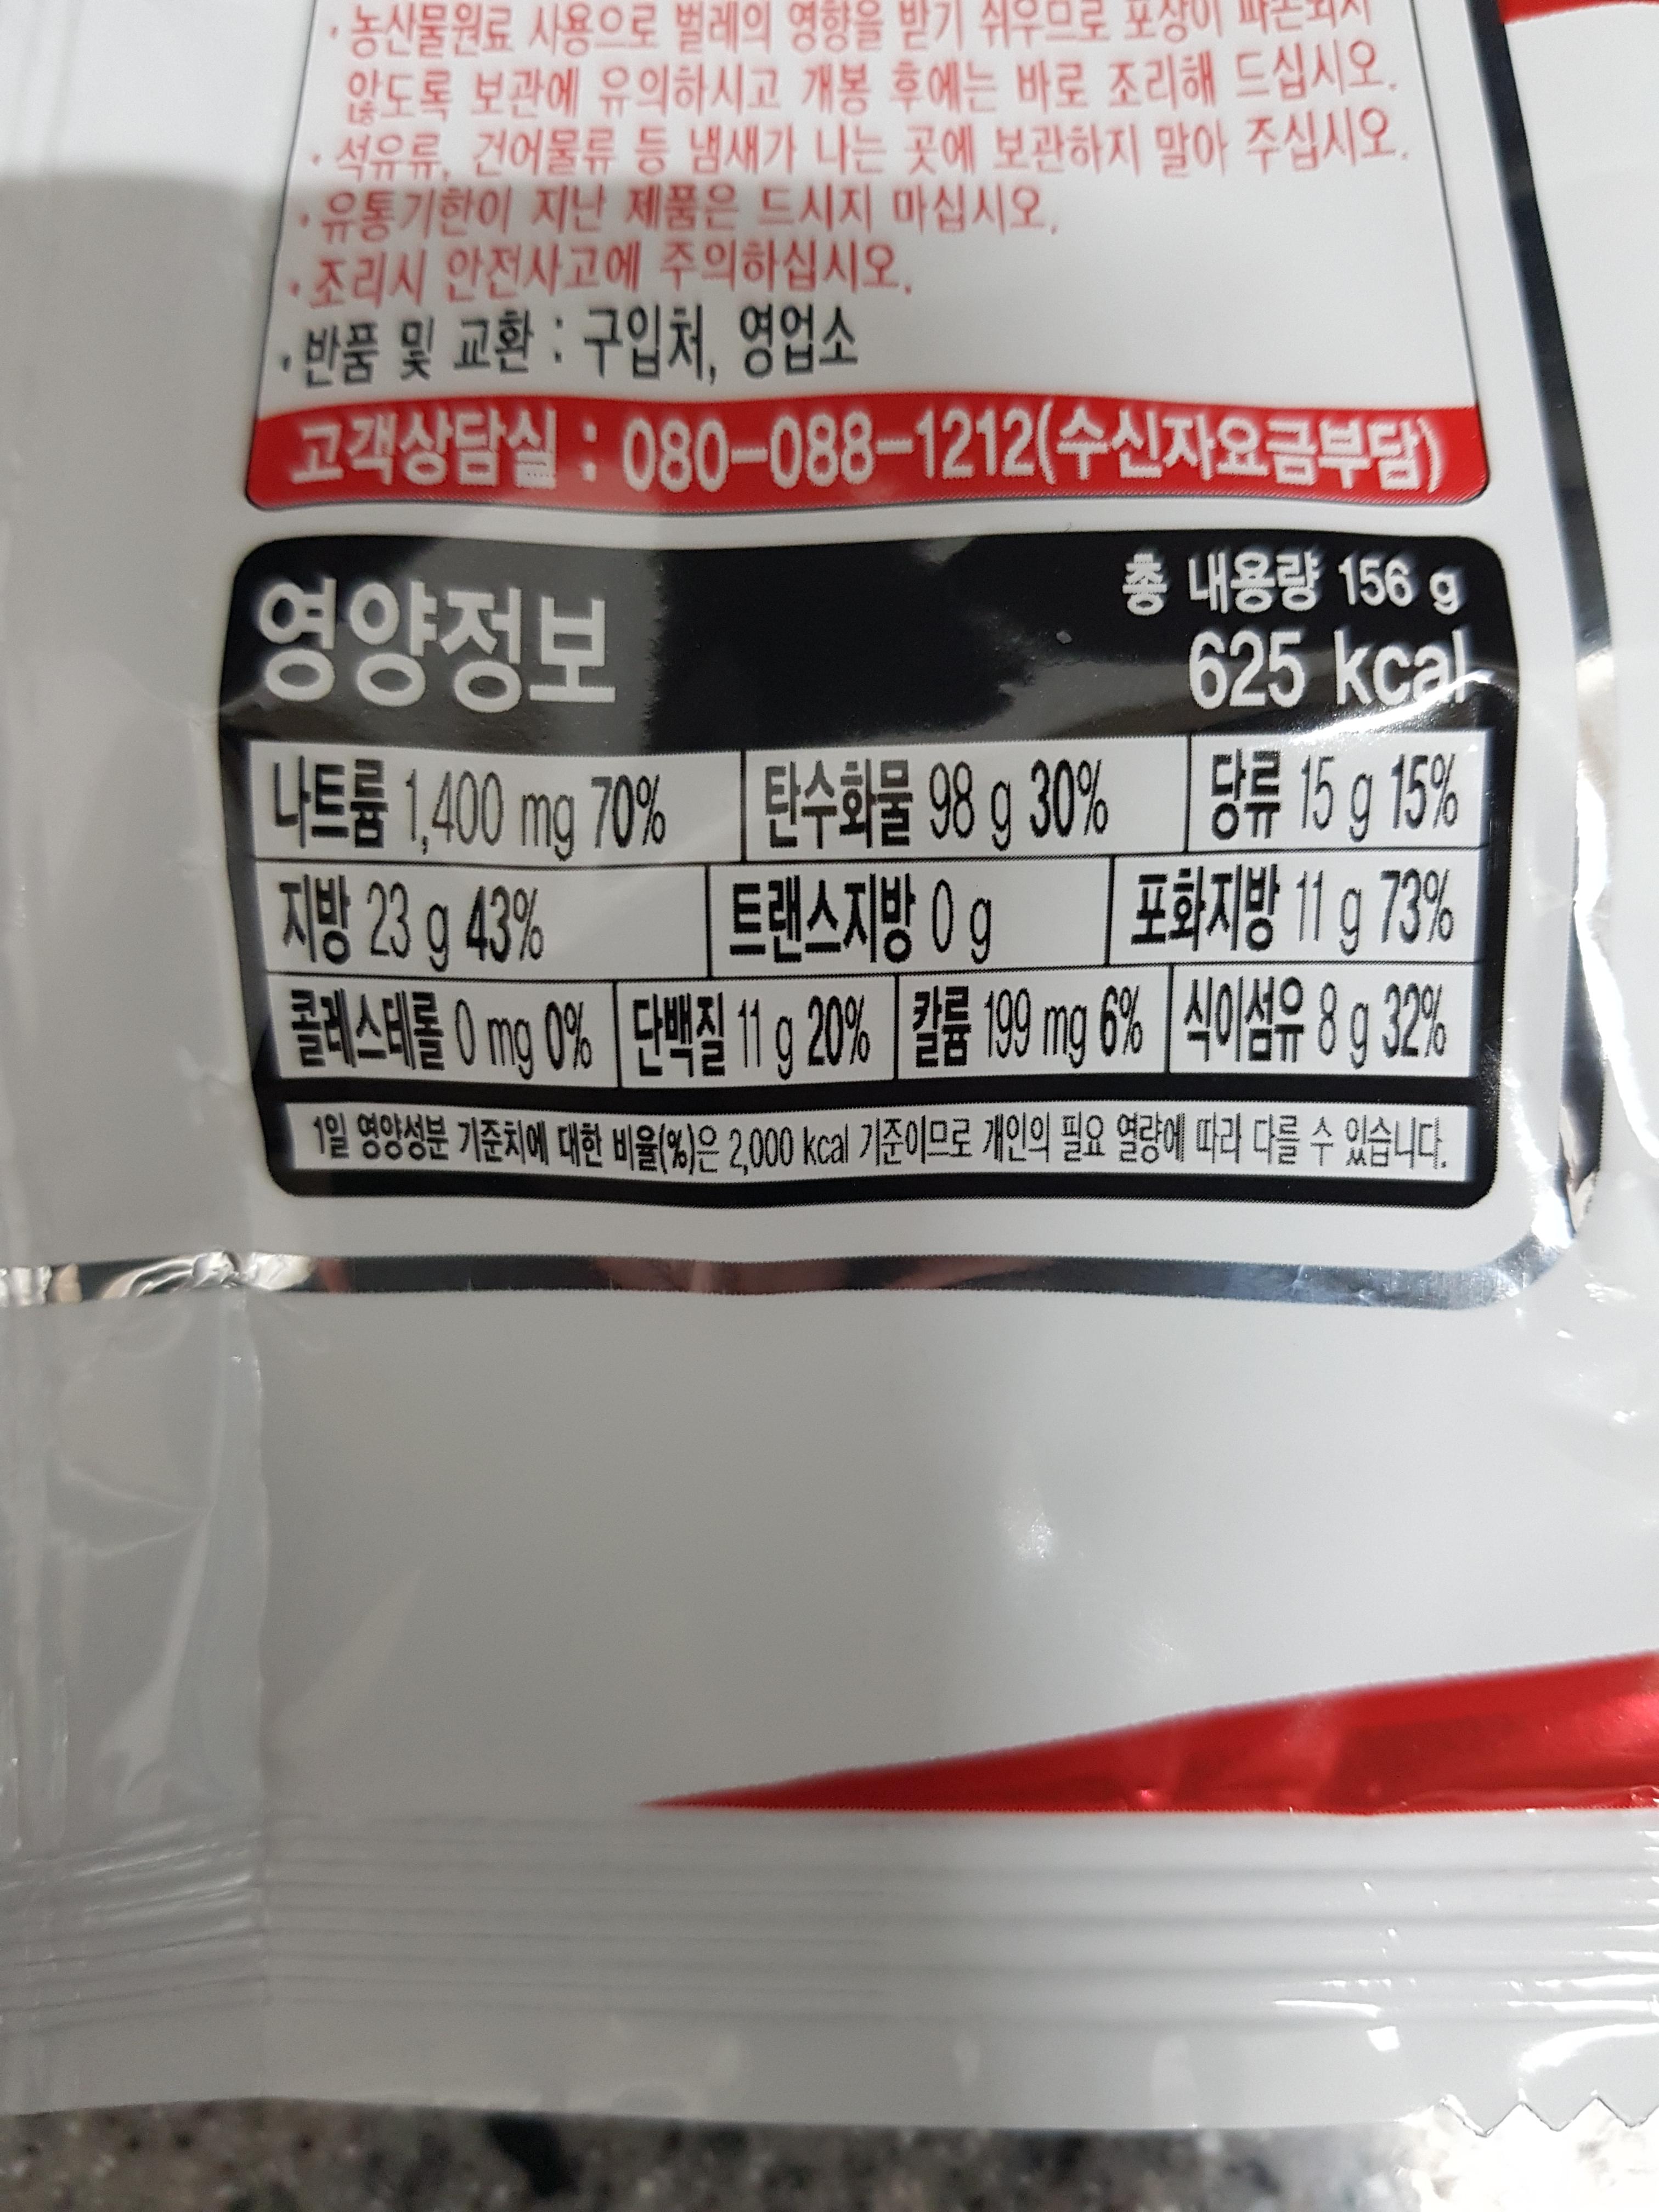 · 농산물원료 사용으로 벌레의 영향을 받기 쉬우므로 포장이 파손되지
않도록 보관에 유의하시고 개봉 후에는 바로 조리해 드십시오.
· 석유류, 건어물류 등 냄새가 나는 곳에 보관하지 말아 주십시오.
· 유통기한이 지난 제품은 드시지 마십시오.
· 조리시 안전사고에 주의하십시오.
· 반품 및 교환 : 구입처, 영업소
고객상담실 : 080-088-1212(수신자요금부담)
영양정보
총 내용량 156 g
625 kcal
나트륨 1,400 mg 70% 탄수화물 98 g 30% 당류 15 g 15%
지방 23 g 43% 트랜스지방 0 g 포화지방 11 g 73%
콜레스테롤 0 mg 0% 단백질 11 g 20% 칼륨 199 mg 6% 식이섬유 8 g 32%
1일 영양성분 기준치에 대한 비율(%)은 2,000 kcal 기준이므로 개인의 필요 열량에 따라 다를 수 있습니다.